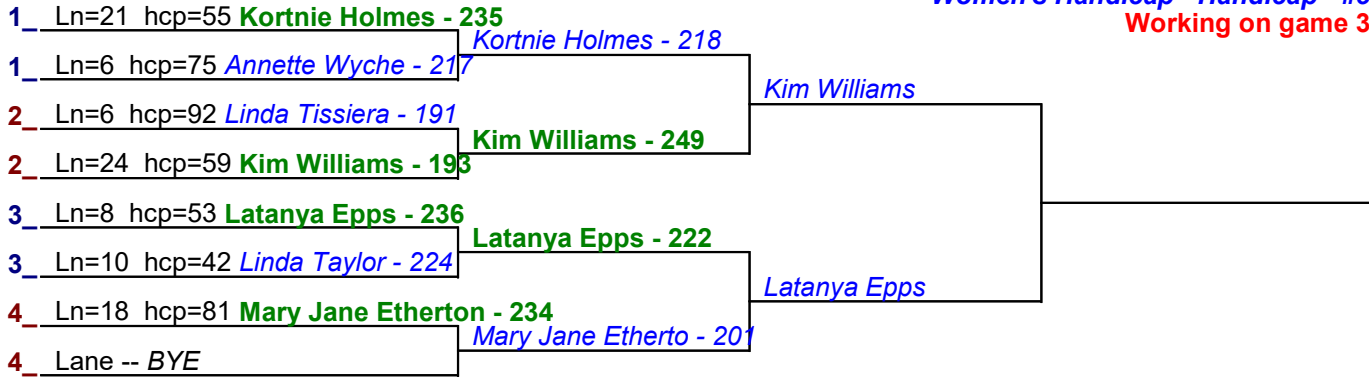 Women's Handicap - Handicap -
Working on game 3
1_ Ln=21 hcp=55 Kortnie Holmes - 235
Kortnie Holmes - 218
1_ Ln=6 hcp=75 Annette Wyche - 217
Kim Williams
2_ Ln=6 hcp=92 Linda Tissiera - 191
Kim Williams - 249
2_ Ln=24 hcp=59 Kim Williams - 193
3_ Ln=8 hcp=53 Latanya Epps - 236
Latanya Epps - 222
3_ Ln=10 hcp=42 Linda Taylor - 224
Latanya Epps
4_ Ln=18 hcp=81 Mary Jane Etherton - 234
Mary Jane Etherto - 201
4_ Lane -- BYE